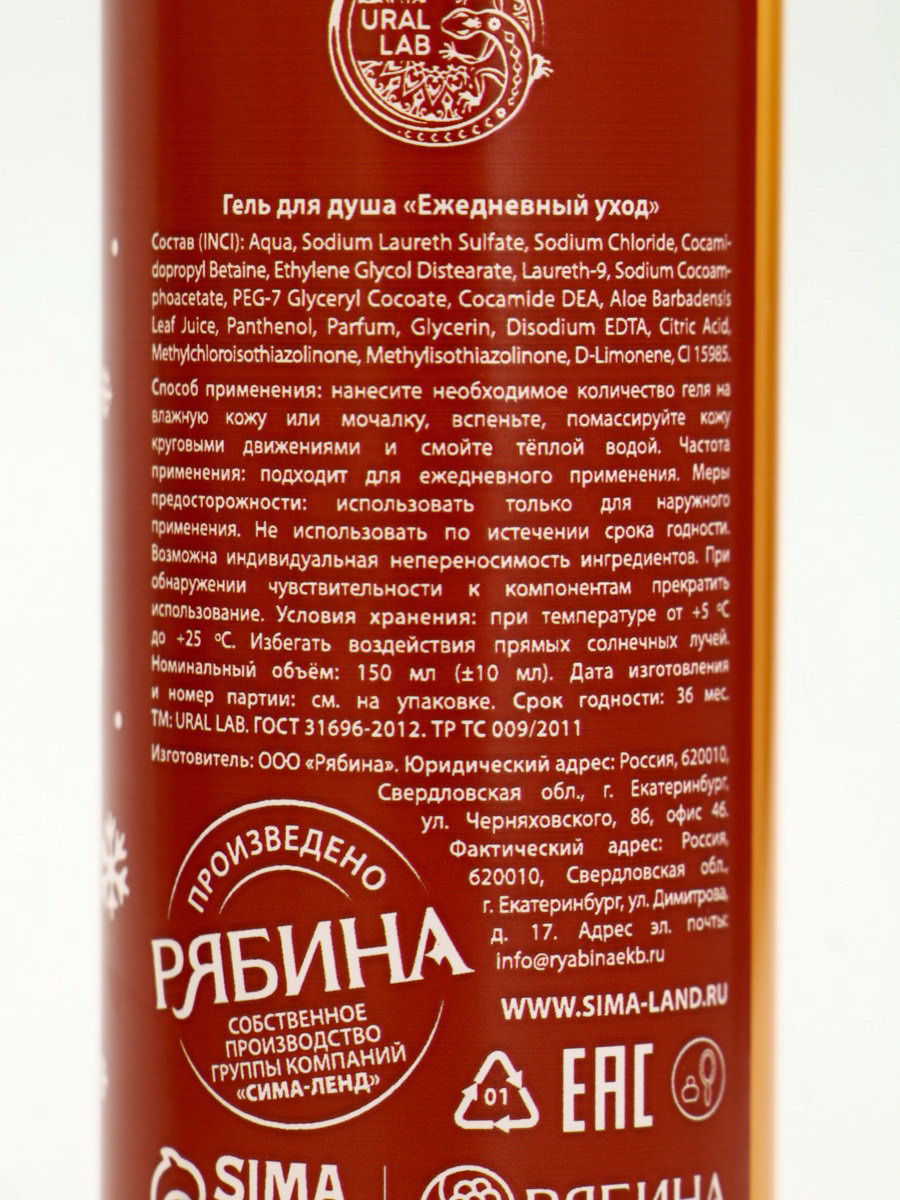 URAL
LAB
Гель для душа «Ежедневный уход»
Состав (INCI): Aqua, Sodium Laureth Sulfate, Sodium Chloride, Cocami-
dopropyl Betaine, Ethylene Glycol Distearate, Laureth-9, Sodium Cocoam-
phoacetate, PEG-7 Glyceryl Cocoate, Cocamide DEA, Aloe Barbadensis
Leaf Juice, Panthenol, Parfum, Glycerin, Disodium EDTA, Citric Acid,
Methylchloroisothiazolinone, Methylisothiazolinone, D-Limonene, CI 15985.
Способ применения: нанесите необходимое количество геля на
влажную кожу или мочалку, вспеньте, помассируйте кожу
круговыми движениями и смойте тёплой водой. Частота
применения: подходит для ежедневного применения. Меры
предосторожности: использовать только для наружного
применения. Не использовать по истечении срока годности.
Возможна индивидуальная непереносимость ингредиентов. При
обнаружении чувствительности к компонентам прекратить
использование. Условия хранения: при температуре от +5 °C
до +25 °C. Избегать воздействия прямых солнечных лучей.
Номинальный объём: 150 мл (±10 мл). Дата изготовления
и номер партии: см. на упаковке. Срок годности: 36 мес.
TM: URAL LAB. ГОСТ 31696-2012. ТР ТС 009/2011
Изготовитель: ООО «Рябина». Юридический адрес: Россия, 620010,
Свердловская обл., г. Екатеринбург,
ул. Черняховского, 86, офис 46.
Фактический адрес: Россия,
620010, Свердловская обл.,
г. Екатеринбург, ул. Димитрова,
д. 17. Адрес эл. почты:
info@ryabinaekb.ru
WWW.SIMA-LAND.RU
ПРОИЗВЕДЕНО
РЯБИНА
СОБСТВЕННОЕ
ПРОИЗВОДСТВО
ГРУППЫ КОМПАНИЙ
«СИМА-ЛЕНД»
01
EAC
SIMA
РЯБИНА